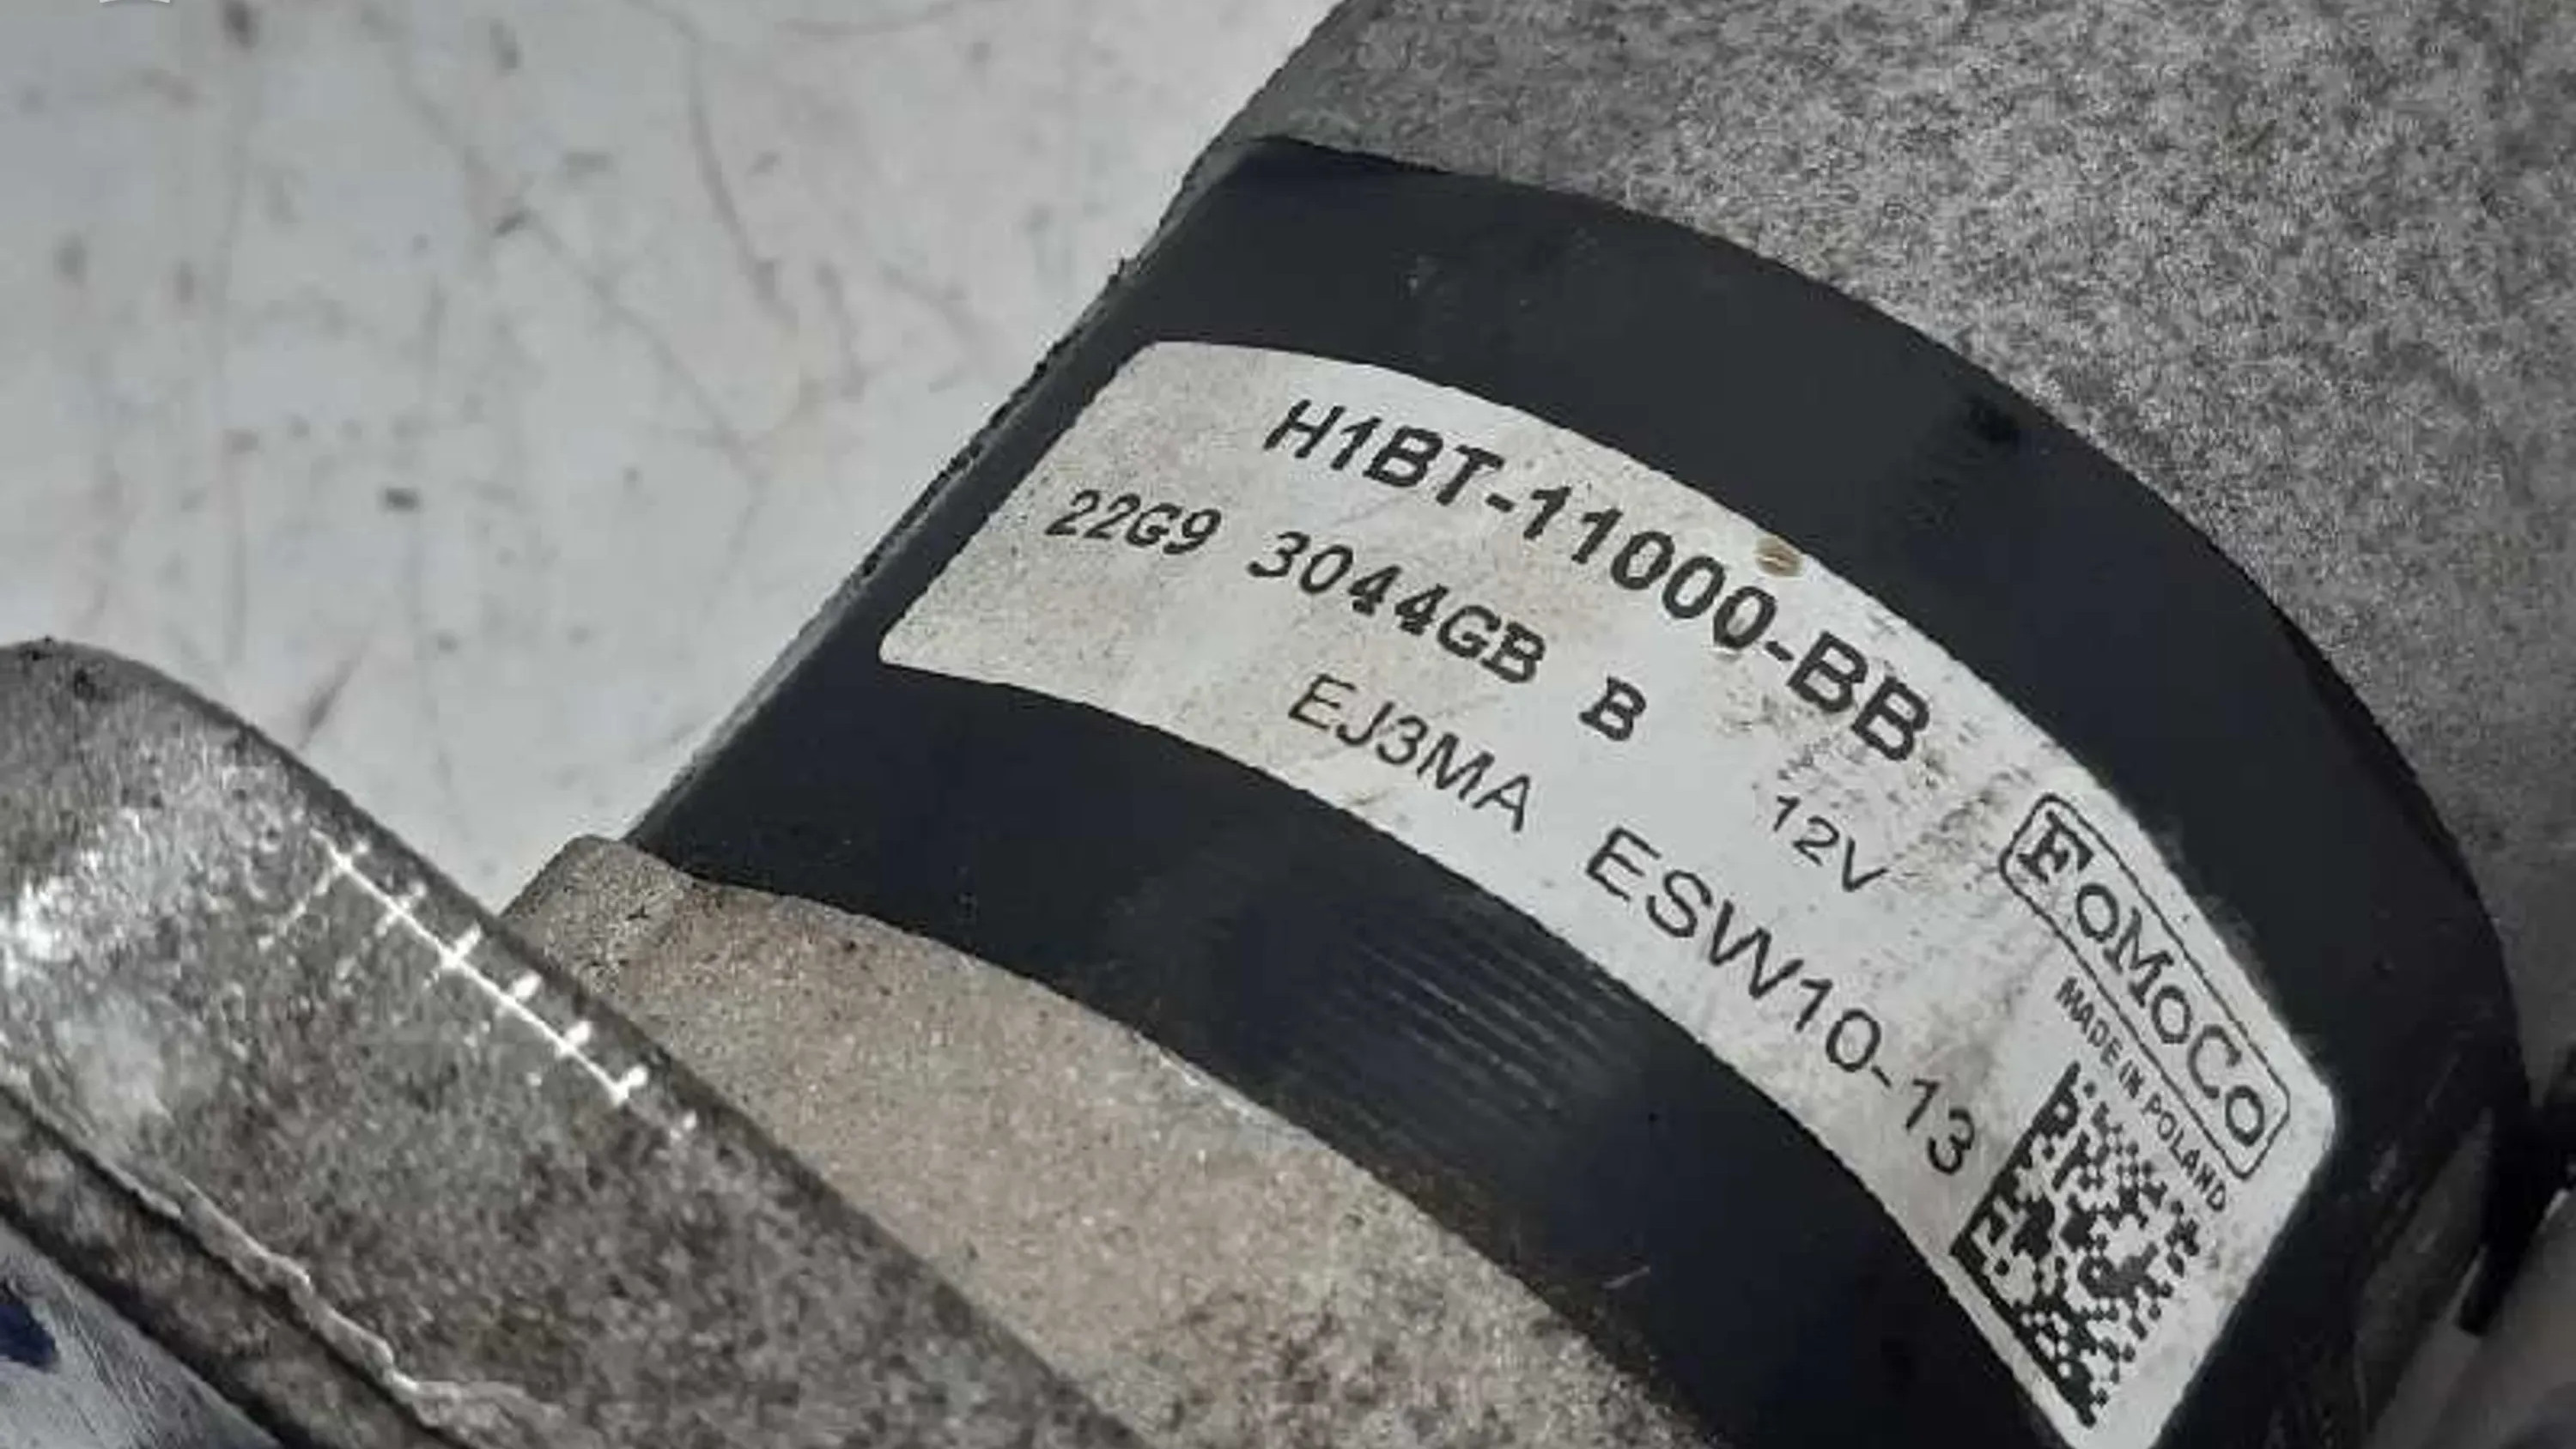 H1BT-11000-BB
22G9 3044GB B 12V
EJ3MA ESW10-13
FoMoCo
MADE IN POLAND